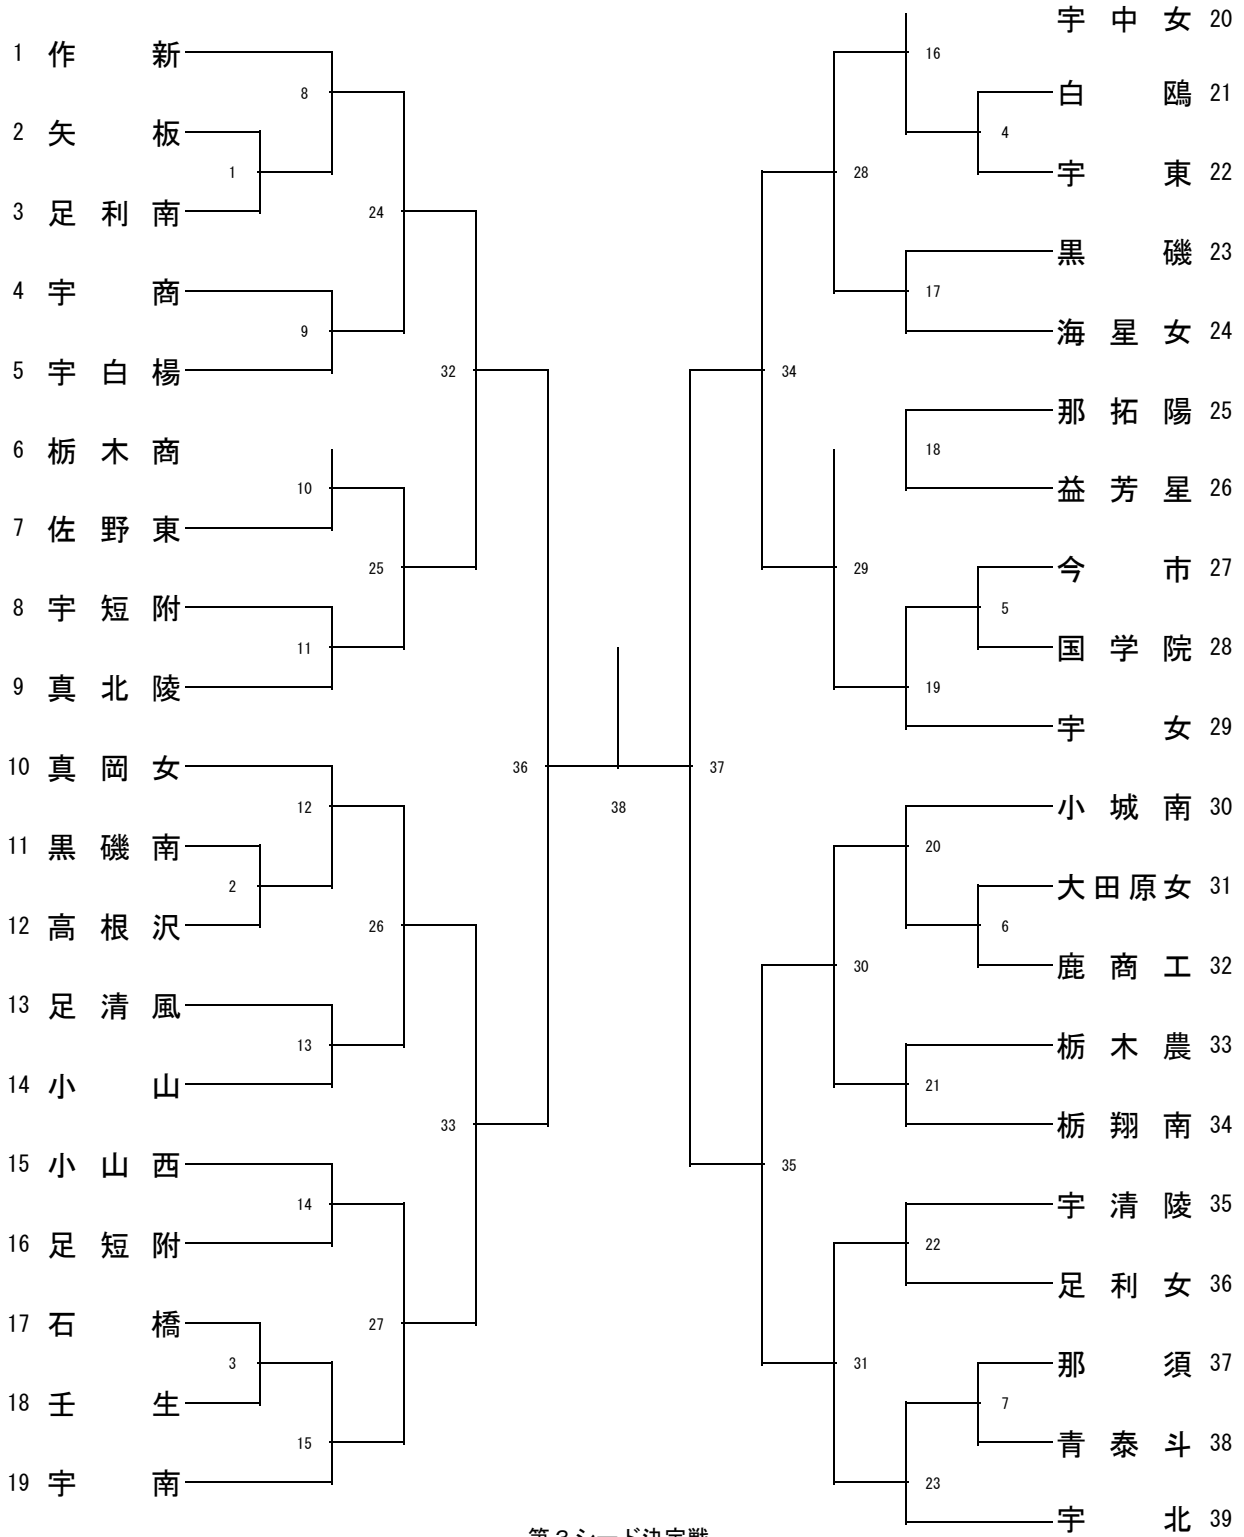 1 作新
2 矢板
3 足利南
4 宇商
5 宇白楊
6 栃木商
7 佐野東
8 宇短附
9 真北陵
10 真岡女
11 黒磯南
12 高根沢
13 足清風
14 小山
15 小山西
16 足短附
17 石橋
18 壬生
19 宇南
1
2
3
8
9
10
11
12
13
14
15
24
25
26
27
32
33
36
38
37
34
35
28
29
30
31
16
17
18
19
20
21
22
23
4
5
6
7
宇中女 20
白鴎 21
宇東 22
黒磯 23
海星女 24
那拓陽 25
益芳星 26
今市 27
国学院 28
宇女 29
小城南 30
大田原女 31
鹿商工 32
栃木農 33
栃翔南 34
宇清陵 35
足利女 36
那須 37
青泰斗 38
宇北 39
第3シード決定戦